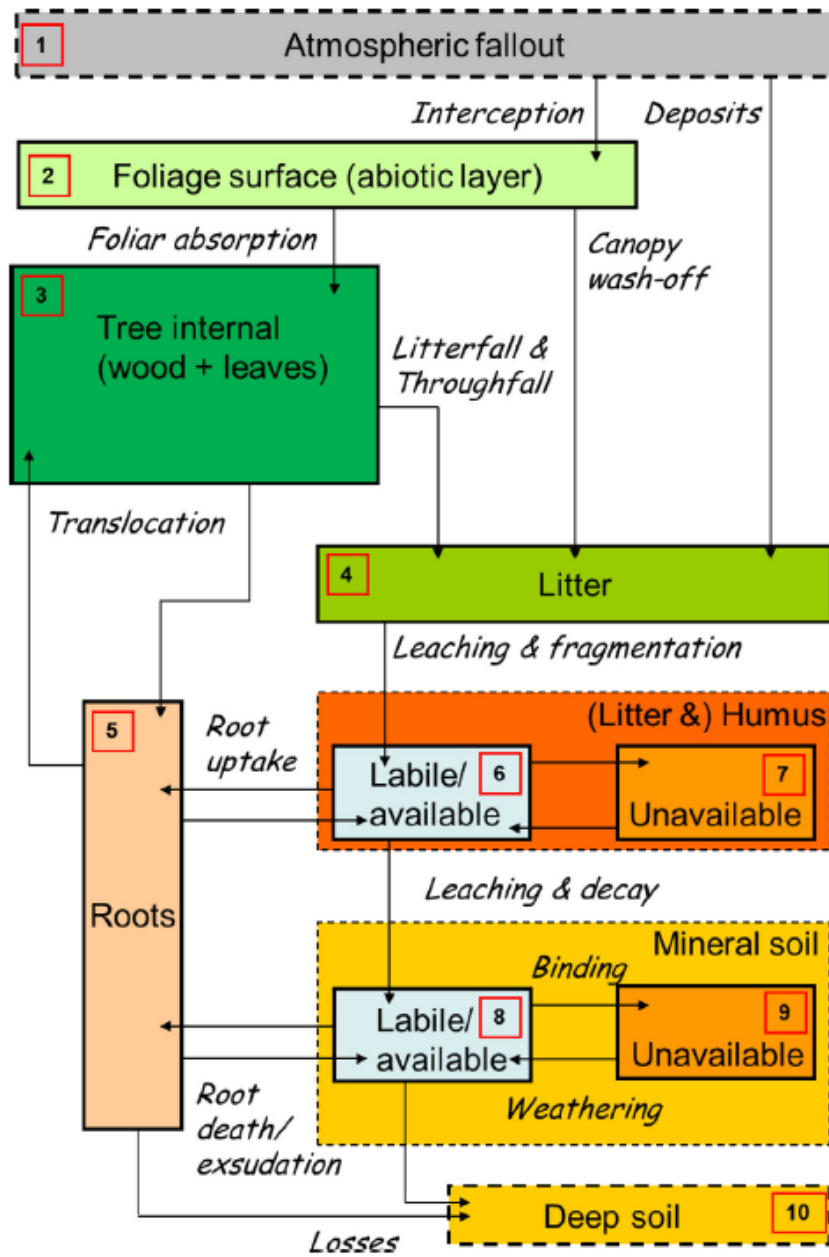 1
Atmospheric fallout
Interception
Deposits
2
Foliage surface (abiotic layer)
Foliar absorption
Canopy
wash-off
3
Tree internal
(wood + leaves)
Litterfall &
Throughfall
Translocation
4
Litter
Leaching & fragmentation
5
Root
uptake
(Litter &) Humus
Labile/
available
6
7
Unavailable
Leaching & decay
Roots
Mineral soil
Binding
Labile/
available
8
9
Unavailable
Weathering
Root
death/
exsudation
Deep soil
10
Losses